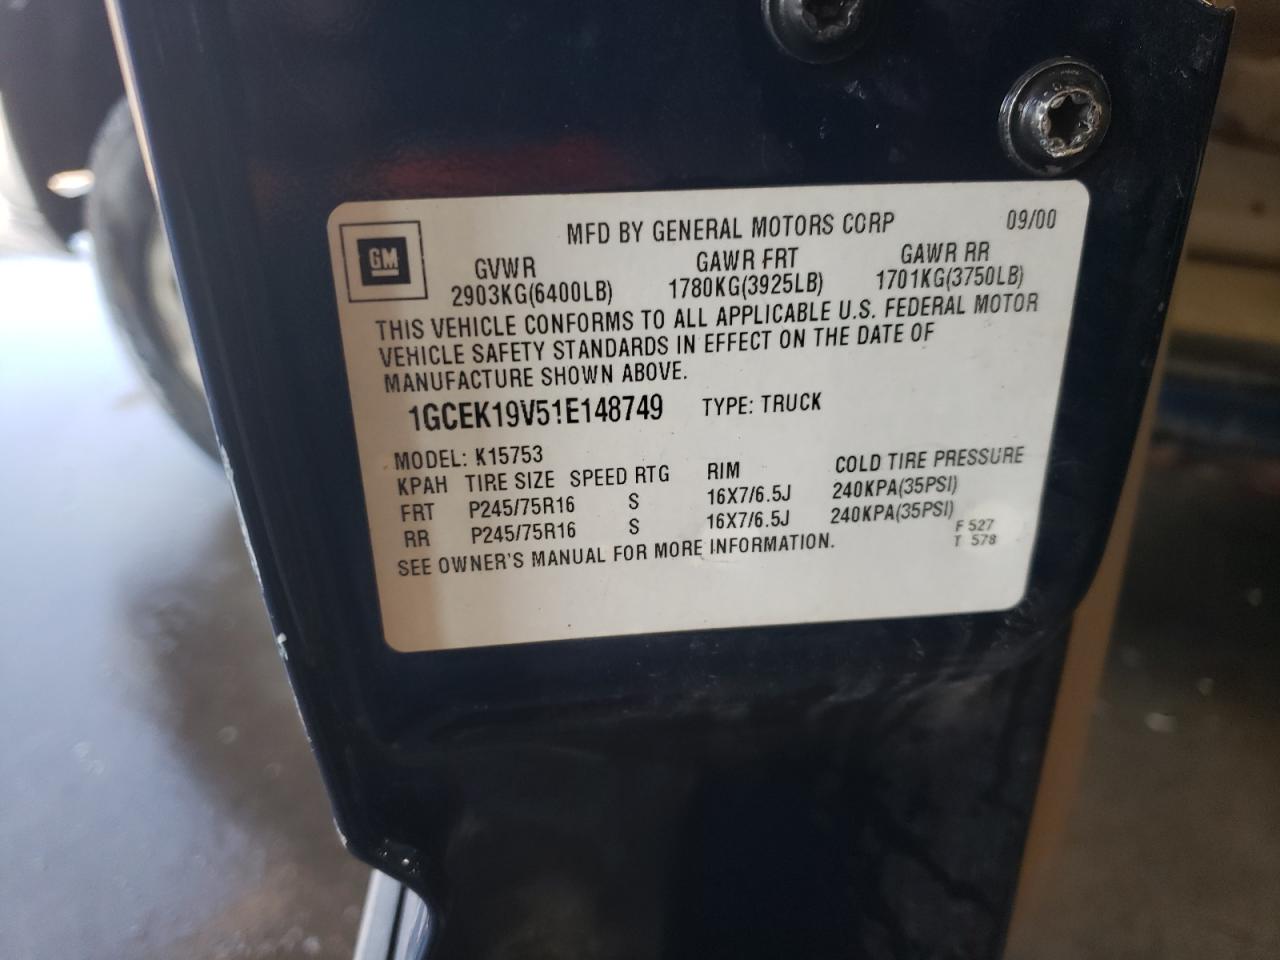 GM
MFD BY GENERAL MOTORS CORP 09/00
GVWR GAWR FRT GAWR RR
2903KG(6400LB) 1780KG(3925LB) 1701KG(3750LB)
THIS VEHICLE CONFORMS TO ALL APPLICABLE U.S. FEDERAL MOTOR
VEHICLE SAFETY STANDARDS IN EFFECT ON THE DATE OF
MANUFACTURE SHOWN ABOVE.
1GCEK19V51E148749 TYPE: TRUCK
MODEL: K15753
KPAH TIRE SIZE SPEED RTG RIM COLD TIRE PRESSURE
FRT P245/75R16 S 16X7/6.5J 240KPA(35PSI)
RR P245/75R16 S 16X7/6.5J 240KPA(35PSI)
F 527
SEE OWNER'S MANUAL FOR MORE INFORMATION. T 578